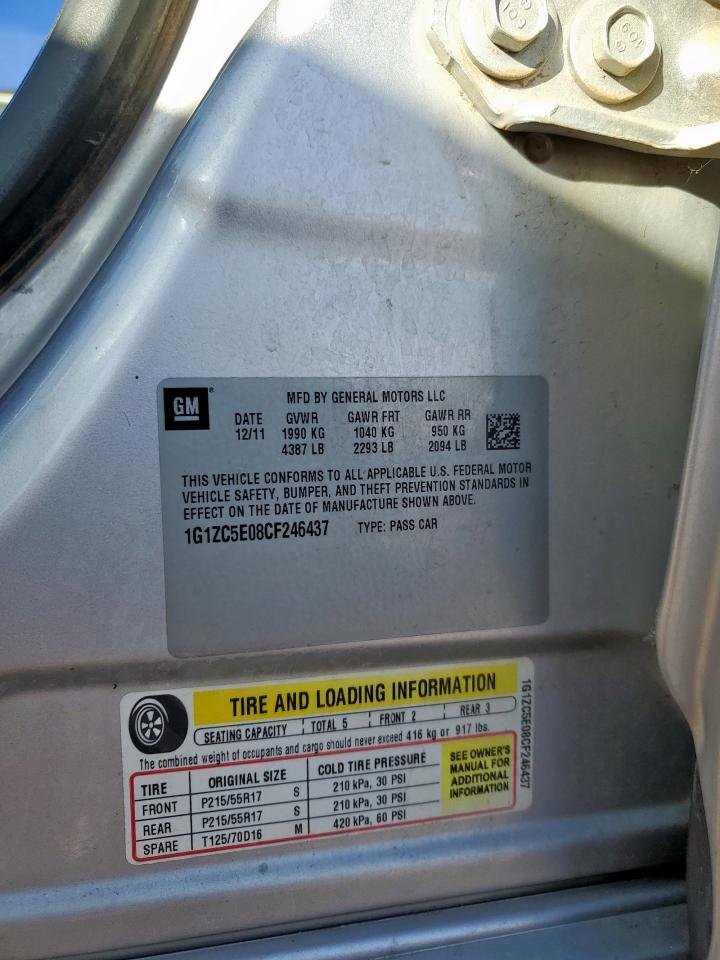 GM
MFD BY GENERAL MOTORS LLC
DATE GVWR GAWR FRT GAWR RR
12/11 1990 KG 1040 KG 950 KG
4387 LB 2293 LB 2094 LB
THIS VEHICLE CONFORMS TO ALL APPLICABLE U.S. FEDERAL MOTOR
VEHICLE SAFETY, BUMPER, AND THEFT PREVENTION STANDARDS IN
EFFECT ON THE DATE OF MANUFACTURE SHOWN ABOVE.
1G1ZC5E08CF246437 TYPE: PASS CAR
TIRE AND LOADING INFORMATION
SEATING CAPACITY TOTAL 5 FRONT 2 REAR 3
The combined weight of occupants and cargo should never exceed 416 kg or 917 lbs.
TIRE ORIGINAL SIZE COLD TIRE PRESSURE
FRONT P215/55R17 S 210 kPa, 30 PSI
REAR P215/55R17 S 210 kPa, 30 PSI
SPARE T125/70D16 M 420 kPa, 60 PSI
SEE OWNER'S
MANUAL FOR
ADDITIONAL
INFORMATION
1G1ZC5E08CF246437